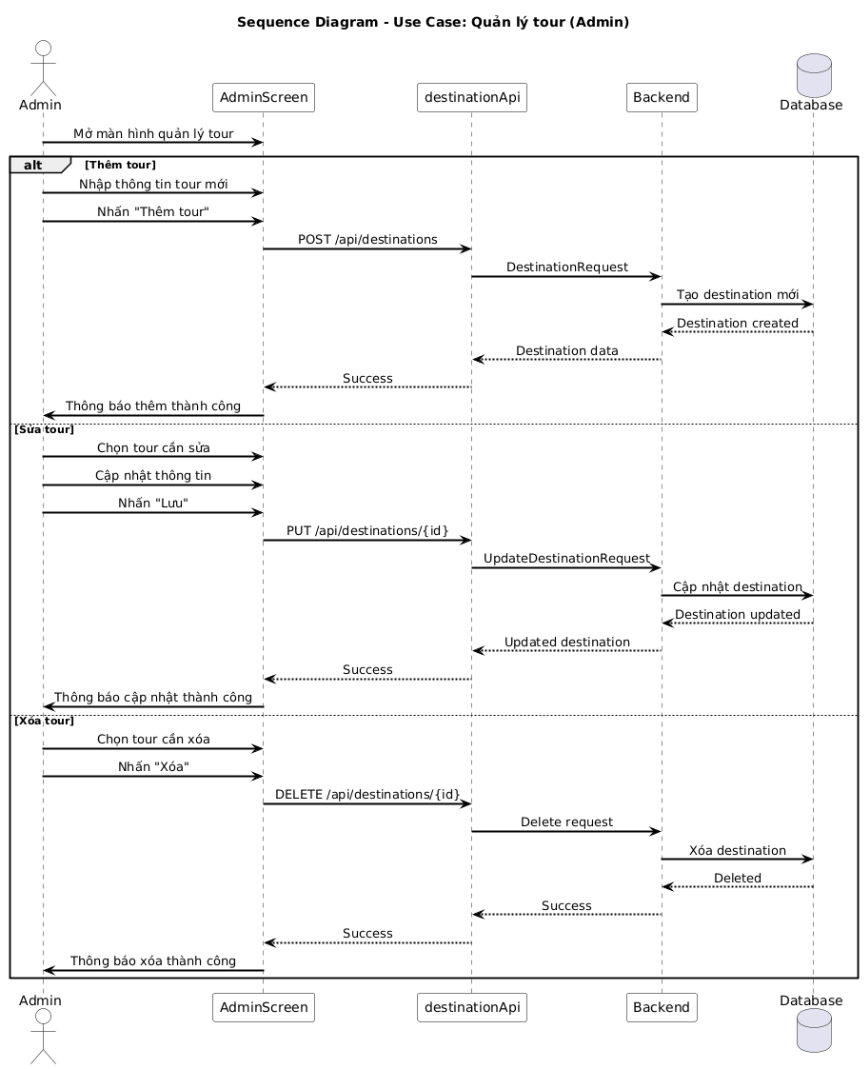 Sequence Diagram - Use Case: Quản lý tour (Admin)
Admin
AdminScreen
destinationApi
Backend
Database
Mở màn hình quản lý tour
alt
[Thêm tour]
Nhập thông tin tour mới
Nhấn "Thêm tour"
POST /api/destinations
DestinationRequest
Tạo destination mới
Destination created
Destination data
Success
Thông báo thêm thành công
[Sửa tour]
Chọn tour cần sửa
Cập nhật thông tin
Nhấn "Lưu"
PUT /api/destinations/{id}
UpdateDestinationRequest
Cập nhật destination
Destination updated
Updated destination
Success
Thông báo cập nhật thành công
[Xóa tour]
Chọn tour cần xóa
Nhấn "Xóa"
DELETE /api/destinations/{id}
Delete request
Xóa destination
Deleted
Success
Success
Thông báo xóa thành công
Admin
AdminScreen
destinationApi
Backend
Database